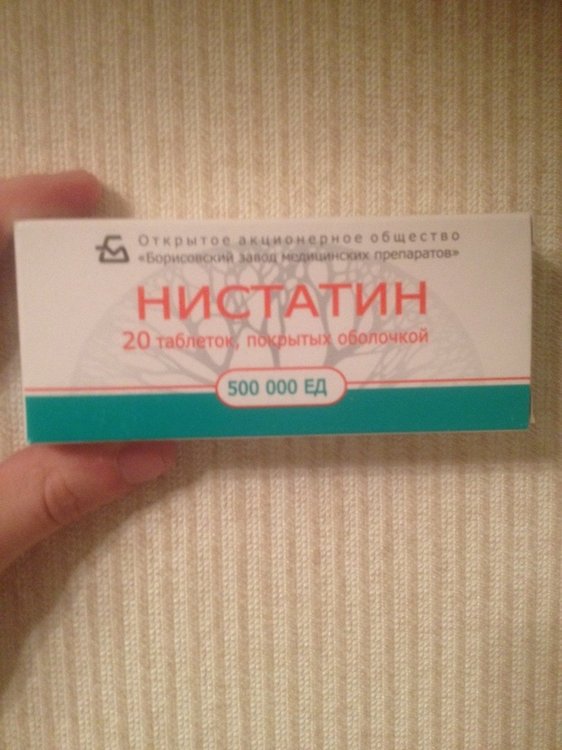 Открытое акционерное общество
«Борисовский завод медицинских препаратов»
НИСТАТИН
20 таблеток, покрытых оболочкой
500 000 ЕД